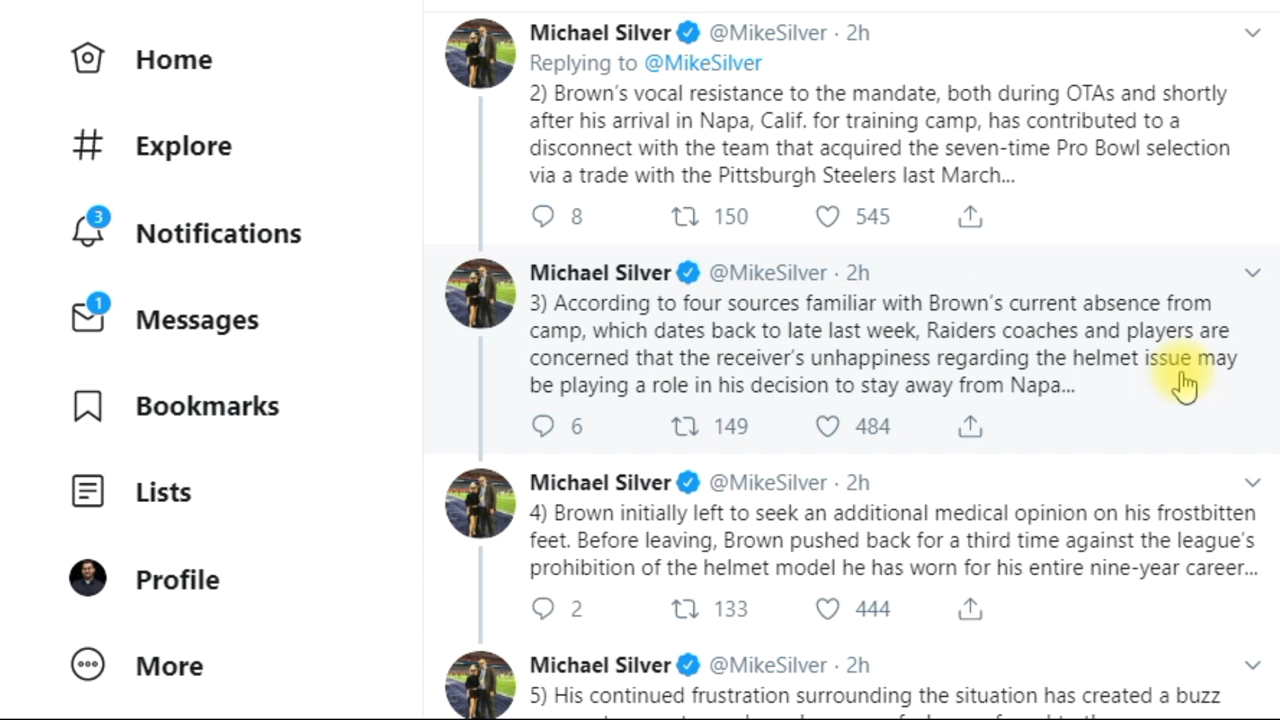 Home
Explore
3
Notifications
1
Messages
Bookmarks
Lists
Profile
More
Michael Silver @MikeSilver · 2h
Replying to @MikeSilver
2) Brown's vocal resistance to the mandate, both during OTAs and shortly
after his arrival in Napa, Calif. for training camp, has contributed to a
disconnect with the team that acquired the seven-time Pro Bowl selection
via a trade with the Pittsburgh Steelers last March...
8 150 545
Michael Silver @MikeSilver · 2h
3) According to four sources familiar with Brown's current absence from
camp, which dates back to late last week, Raiders coaches and players are
concerned that the receiver's unhappiness regarding the helmet issue may
be playing a role in his decision to stay away from Napa...
6 149 484
Michael Silver @MikeSilver · 2h
4) Brown initially left to seek an additional medical opinion on his frostbitten
feet. Before leaving, Brown pushed back for a third time against the league's
prohibition of the helmet model he has worn for his entire nine-year career...
2 133 444
Michael Silver @MikeSilver · 2h
5) His continued frustration surrounding the situation has created a buzz